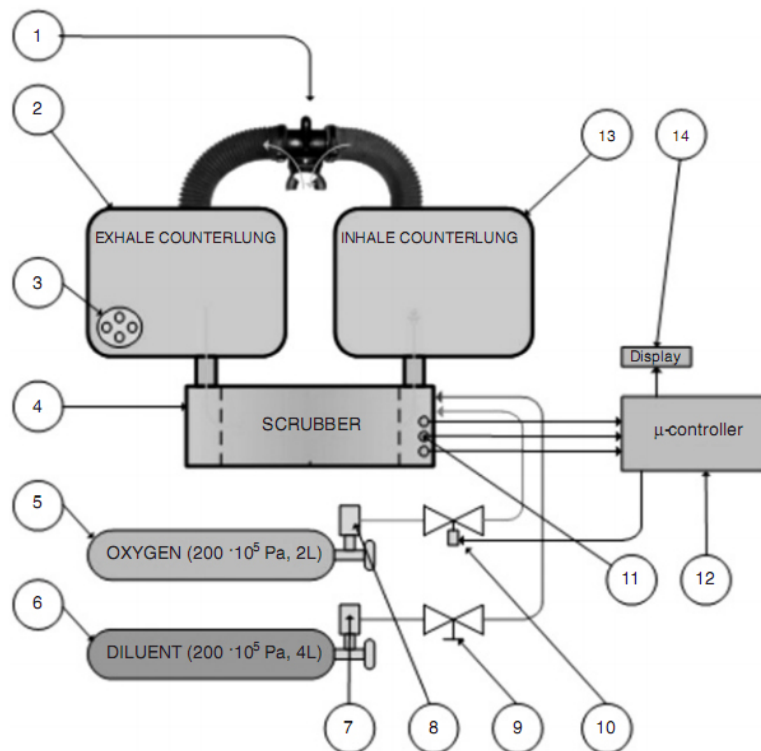 1
2
13
14
EXHALE COUNTERLUNG
INHALE COUNTERLUNG
3
Display
4
SCRUBBER
μ-controller
5
OXYGEN (200 ·10⁵ Pa, 2L)
11
12
6
DILUENT (200 ·10⁵ Pa, 4L)
7
8
9
10